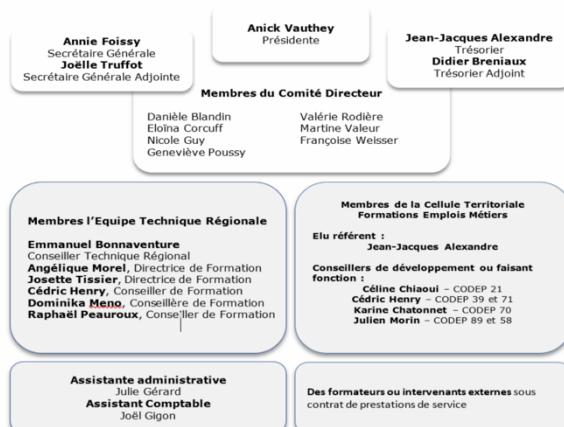 Anick Vauthey
Présidente
Annie Foissy
Secrétaire Générale
Joëlle Truffot
Secrétaire Générale Adjointe
Jean-Jacques Alexandre
Trésorier
Didier Breniaux
Trésorier Adjoint
Membres du Comité Directeur
Danièle Blandin
Eloïna Corcuff
Nicole Guy
Geneviève Poussy
Valérie Rodière
Martine Valeur
Françoise Weisser
Membres l'Equipe Technique Régionale
Emmanuel Bonnaventure
Conseiller Technique Régional
Angélique Morel, Directrice de Formation
Josette Tissier, Directrice de Formation
Cédric Henry, Conseiller de Formation
Dominika Meno, Conseillère de Formation
Raphaël Peauroux, Conseiller de Formation
Membres de la Cellule Territoriale
Formations Emplois Métiers
Elu référent :
Jean-Jacques Alexandre
Conseillers de développement ou faisant
fonction :
Céline Chiaoui – CODEP 21
Cédric Henry – CODEP 39 et 71
Karine Chatonnet – CODEP 70
Julien Morin – CODEP 89 et 58
Assistante administrative
Julie Gérard
Assistant Comptable
Joël Gigon
Des formateurs ou intervenants externes sous
contrat de prestations de service